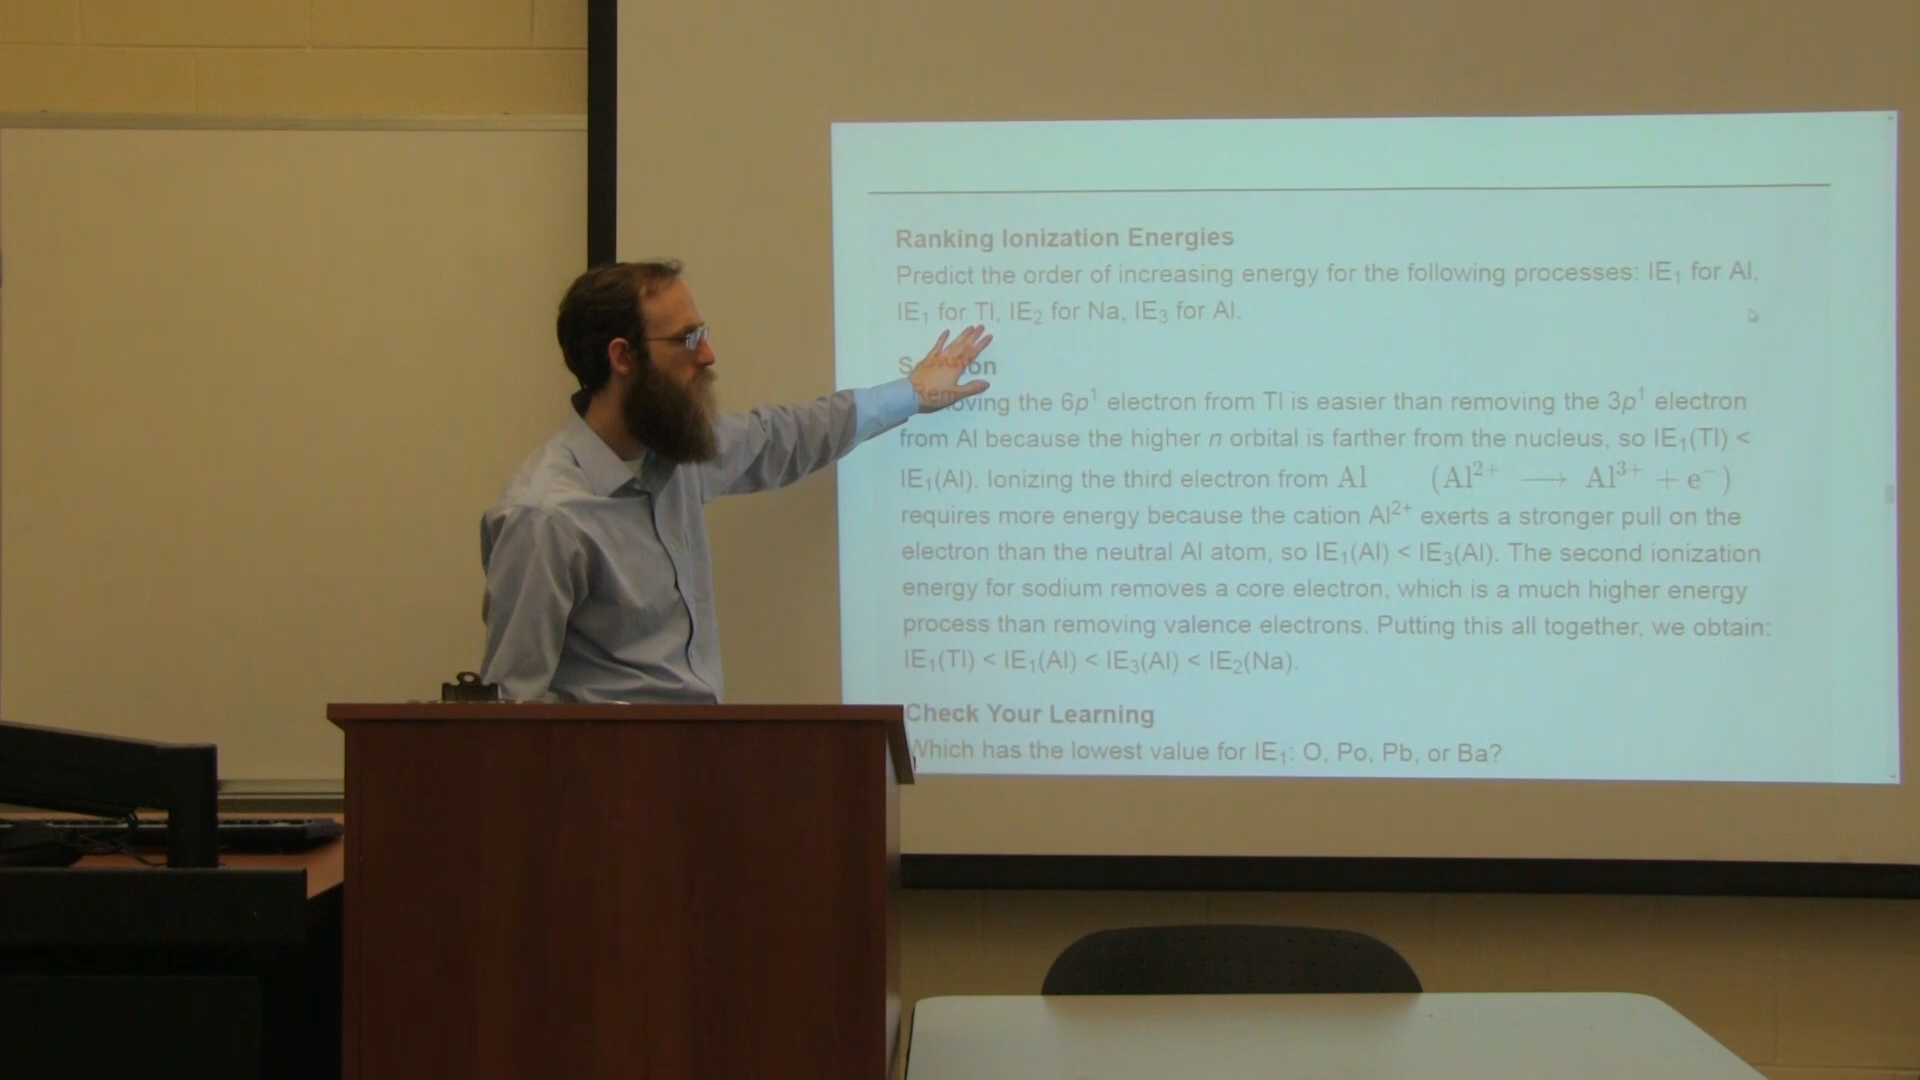 Ranking Ionization Energies
Predict the order of increasing energy for the following processes: IE₁ for Al,
IE₁ for Tl, IE₂ for Na, IE₃ for Al.
Solution
Removing the 6p¹ electron from Tl is easier than removing the 3p¹ electron
from Al because the higher n orbital is farther from the nucleus, so IE₁(Tl) <
IE₁(Al). Ionizing the third electron from Al (Al²⁺ ⟶ Al³⁺ + e⁻)
requires more energy because the cation Al²⁺ exerts a stronger pull on the
electron than the neutral Al atom, so IE₁(Al) < IE₃(Al). The second ionization
energy for sodium removes a core electron, which is a much higher energy
process than removing valence electrons. Putting this all together, we obtain:
IE₁(Tl) < IE₁(Al) < IE₃(Al) < IE₂(Na).
Check Your Learning
Which has the lowest value for IE₁: O, Po, Pb, or Ba?